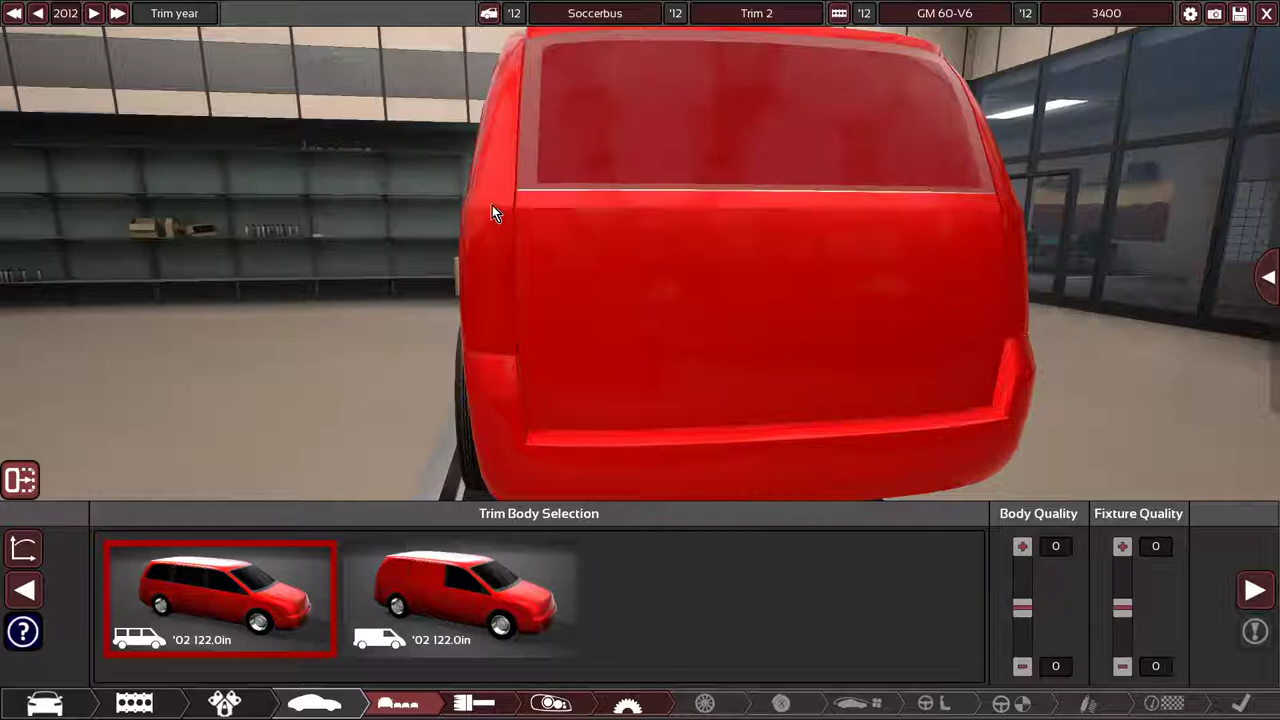 2012 Trim year '12 Soccerbus '12 Trim 2 '12 GM 60-V6 '12 3400
Trim Body Selection Body Quality Fixture Quality
0 0
'02 122.0in '02 122.0in
0 0